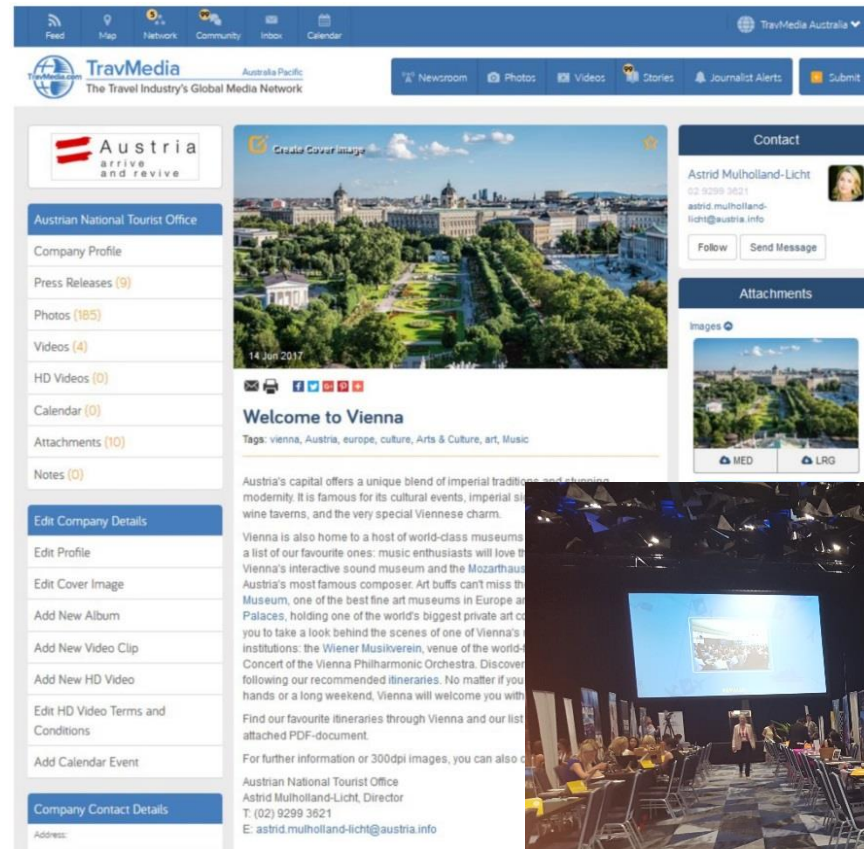 Feed
Map
Network
Community
Inbox
Calendar
TravMedia Australia
TravMedia.com
TravMedia
Australia Pacific
The Travel Industry's Global Media Network
Newsroom
Photos
Videos
Stories
Journalist Alerts
Submit
Austria
arrive
and revive
Austrian National Tourist Office
Company Profile
Press Releases (9)
Photos (185)
Videos (4)
HD Videos (0)
Calendar (0)
Attachments (10)
Notes (0)
Edit Company Details
Edit Profile
Edit Cover Image
Add New Album
Add New Video Clip
Add New HD Video
Edit HD Video Terms and
Conditions
Add Calendar Event
Company Contact Details
Address:
Create Cover Image
14 Jun 2017
Welcome to Vienna
Tags: vienna, Austria, europe, culture, Arts & Culture, art, Music
Austria's capital offers a unique blend of imperial traditions and stunning
modernity. It is famous for its cultural events, imperial
wine taverns, and the very special Viennese charm.
Vienna is also home to a host of world-class museums
a list of our favourite ones: music enthusiasts will love
Vienna's interactive sound museum and the Mozarthaus
Austria's most famous composer. Art buffs can't miss
Museum, one of the best fine art museums in Europe
Palaces, holding one of the world's biggest private art
you to take a look behind the scenes of one of Vienna's
institutions: the Wiener Musikverein, venue of the
Concert of the Vienna Philharmonic Orchestra. Discover
following our recommended itineraries. No matter if you
hands or a long weekend, Vienna will welcome you with
Find our favourite itineraries through Vienna and our list
attached PDF-document.
For further information or 300dpi images, you can also
Austrian National Tourist Office
Astrid Mulholland-Licht, Director
T: (02) 9299 3621
E: astrid.mulholland-licht@austria.info
Contact
Astrid Mulholland-Licht
02 9299 3621
astrid.mulholland-
licht@austria.info
Follow
Send Message
Attachments
Images
MED
LRG